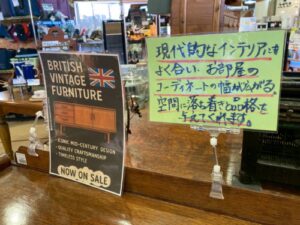 BRITISH
VINTAGE
FURNITURE
- ICONIC MID-CENTURY DESIGN
- QUALITY CRAFTSMANSHIP
- TIMELESS STYLE
NOW ON SALE
現代的なインテリアにも
よく合い、お部屋の
コーディネートの幅が広がる。
空間に落ち着きと品格を
与えてくれます。